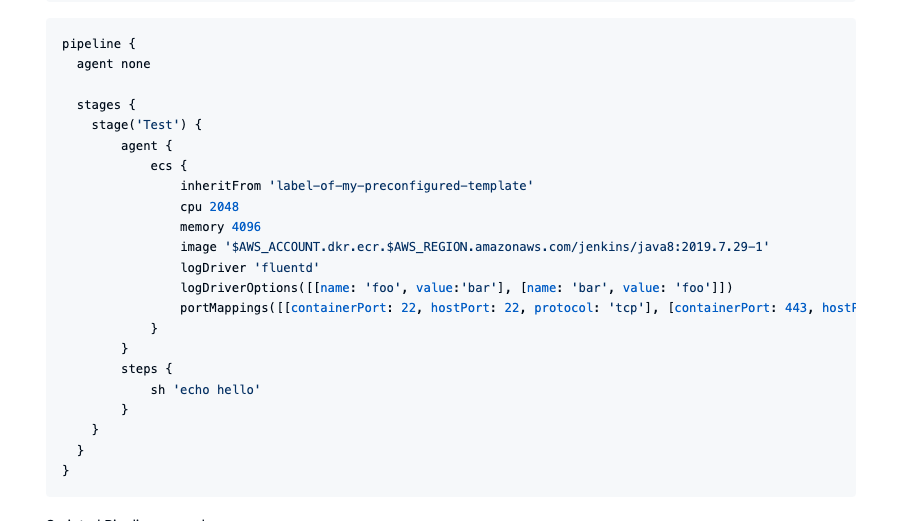 pipeline {
  agent none

  stages {
    stage('Test') {
        agent {
            ecs {
                inheritFrom 'label-of-my-preconfigured-template'
                cpu 2048
                memory 4096
                image '$AWS_ACCOUNT.dkr.ecr.$AWS_REGION.amazonaws.com/jenkins/java8:2019.7.29-1'
                logDriver 'fluentd'
                logDriverOptions([[name: 'foo', value:'bar'], [name: 'bar', value: 'foo']])
                portMappings([[containerPort: 22, hostPort: 22, protocol: 'tcp'], [containerPort: 443,
            }
        }
        steps {
            sh 'echo hello'
        }
    }
  }
}